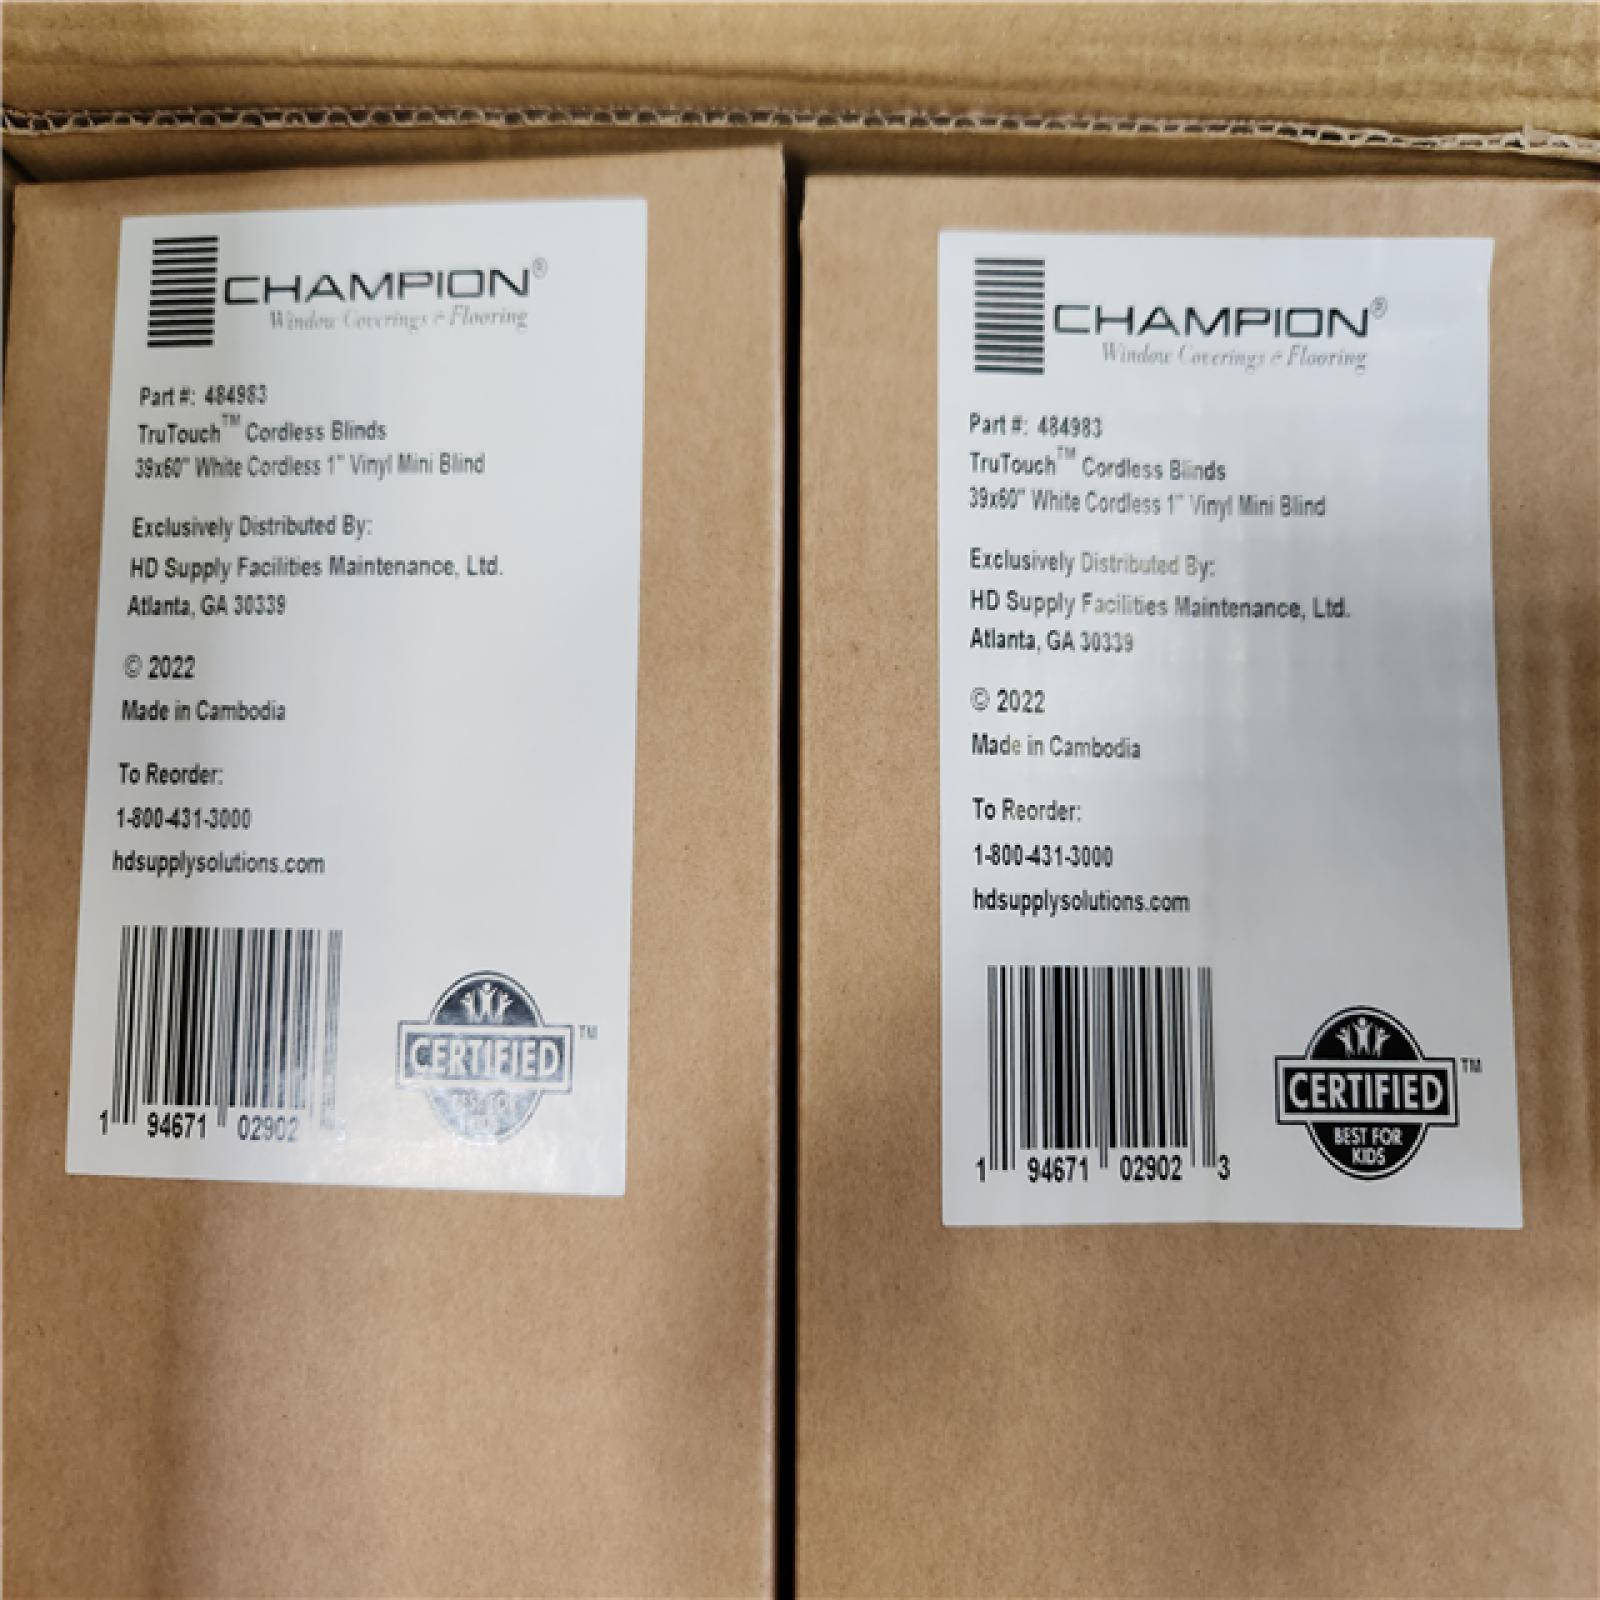 CHAMPION®
Window Coverings & Flooring
Part #: 484983
TruTouch™ Cordless Blinds
39x60" White Cordless 1" Vinyl Mini Blind
Exclusively Distributed By:
HD Supply Facilities Maintenance, Ltd.
Atlanta, GA 30339
© 2022
Made in Cambodia
To Reorder:
1-800-431-3000
hdsupplysolutions.com
1 94671 02902
CERTIFIED™
CHAMPION®
Window Coverings & Flooring
Part #: 484983
TruTouch™ Cordless Blinds
39x60" White Cordless 1" Vinyl Mini Blind
Exclusively Distributed By:
HD Supply Facilities Maintenance, Ltd.
Atlanta, GA 30339
© 2022
Made in Cambodia
To Reorder:
1-800-431-3000
hdsupplysolutions.com
1 94671 02902 3
CERTIFIED™
BEST FOR
KIDS